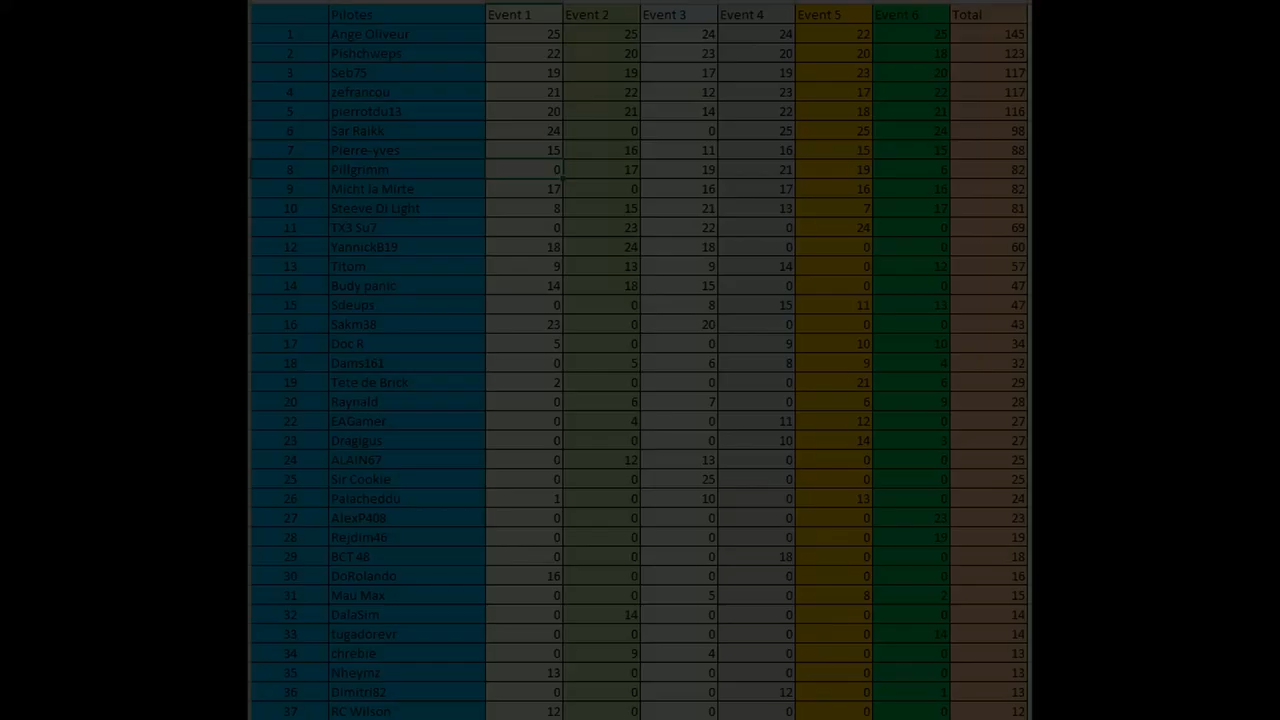 Pilotes Event 1 Event 2 Event 3 Event 4 Event 5 Event 6 Total
1 Ange Oliveur 25 25 24 24 22 25 145
2 Pishchweps 22 20 23 20 20 18 123
3 Seb75 19 19 17 19 23 20 117
4 zefrancou 21 22 12 23 17 22 117
5 pierrotdu13 20 21 14 22 18 21 116
6 Sar Raikk 24 0 0 25 25 24 98
7 Pierre-yves 15 16 11 16 15 15 88
8 Pillgrimm 0 17 19 21 19 6 82
9 Micht la Mirte 17 0 16 17 16 16 82
10 Steeve Di Light 8 15 21 13 7 17 81
11 TX3 Su7 0 23 22 0 24 0 69
12 YannickB19 18 24 18 0 0 0 60
13 Titom 9 13 9 14 0 12 57
14 Budy panic 14 18 15 0 0 0 47
15 Sdeups 0 0 8 15 11 13 47
16 Sakm38 23 0 20 0 0 0 43
17 Doc R 5 0 0 9 10 10 34
18 Dams161 0 5 6 8 9 4 32
19 Tete de Brick 2 0 0 0 21 6 29
20 Raynald 0 6 7 0 6 9 28
22 EAGamer 0 4 0 11 12 0 27
23 Dragigus 0 0 0 10 14 3 27
24 ALAIN67 0 12 13 0 0 0 25
25 Sir Cookie 0 0 25 0 0 0 25
26 Palacheddu 1 0 10 0 13 0 24
27 AlexP408 0 0 0 0 0 23 23
28 Rejdim46 0 0 0 0 0 19 19
29 BCT 48 0 0 0 18 0 0 18
30 DoRolando 16 0 0 0 0 0 16
31 Mau Max 0 0 5 0 8 2 15
32 DalaSim 0 14 0 0 0 0 14
33 tugadorevr 0 0 0 0 0 14 14
34 chrebie 0 9 4 0 0 0 13
35 Nheymz 13 0 0 0 0 0 13
36 Dimitri82 0 0 0 12 0 1 13
37 RC Wilson 12 0 0 0 0 0 12